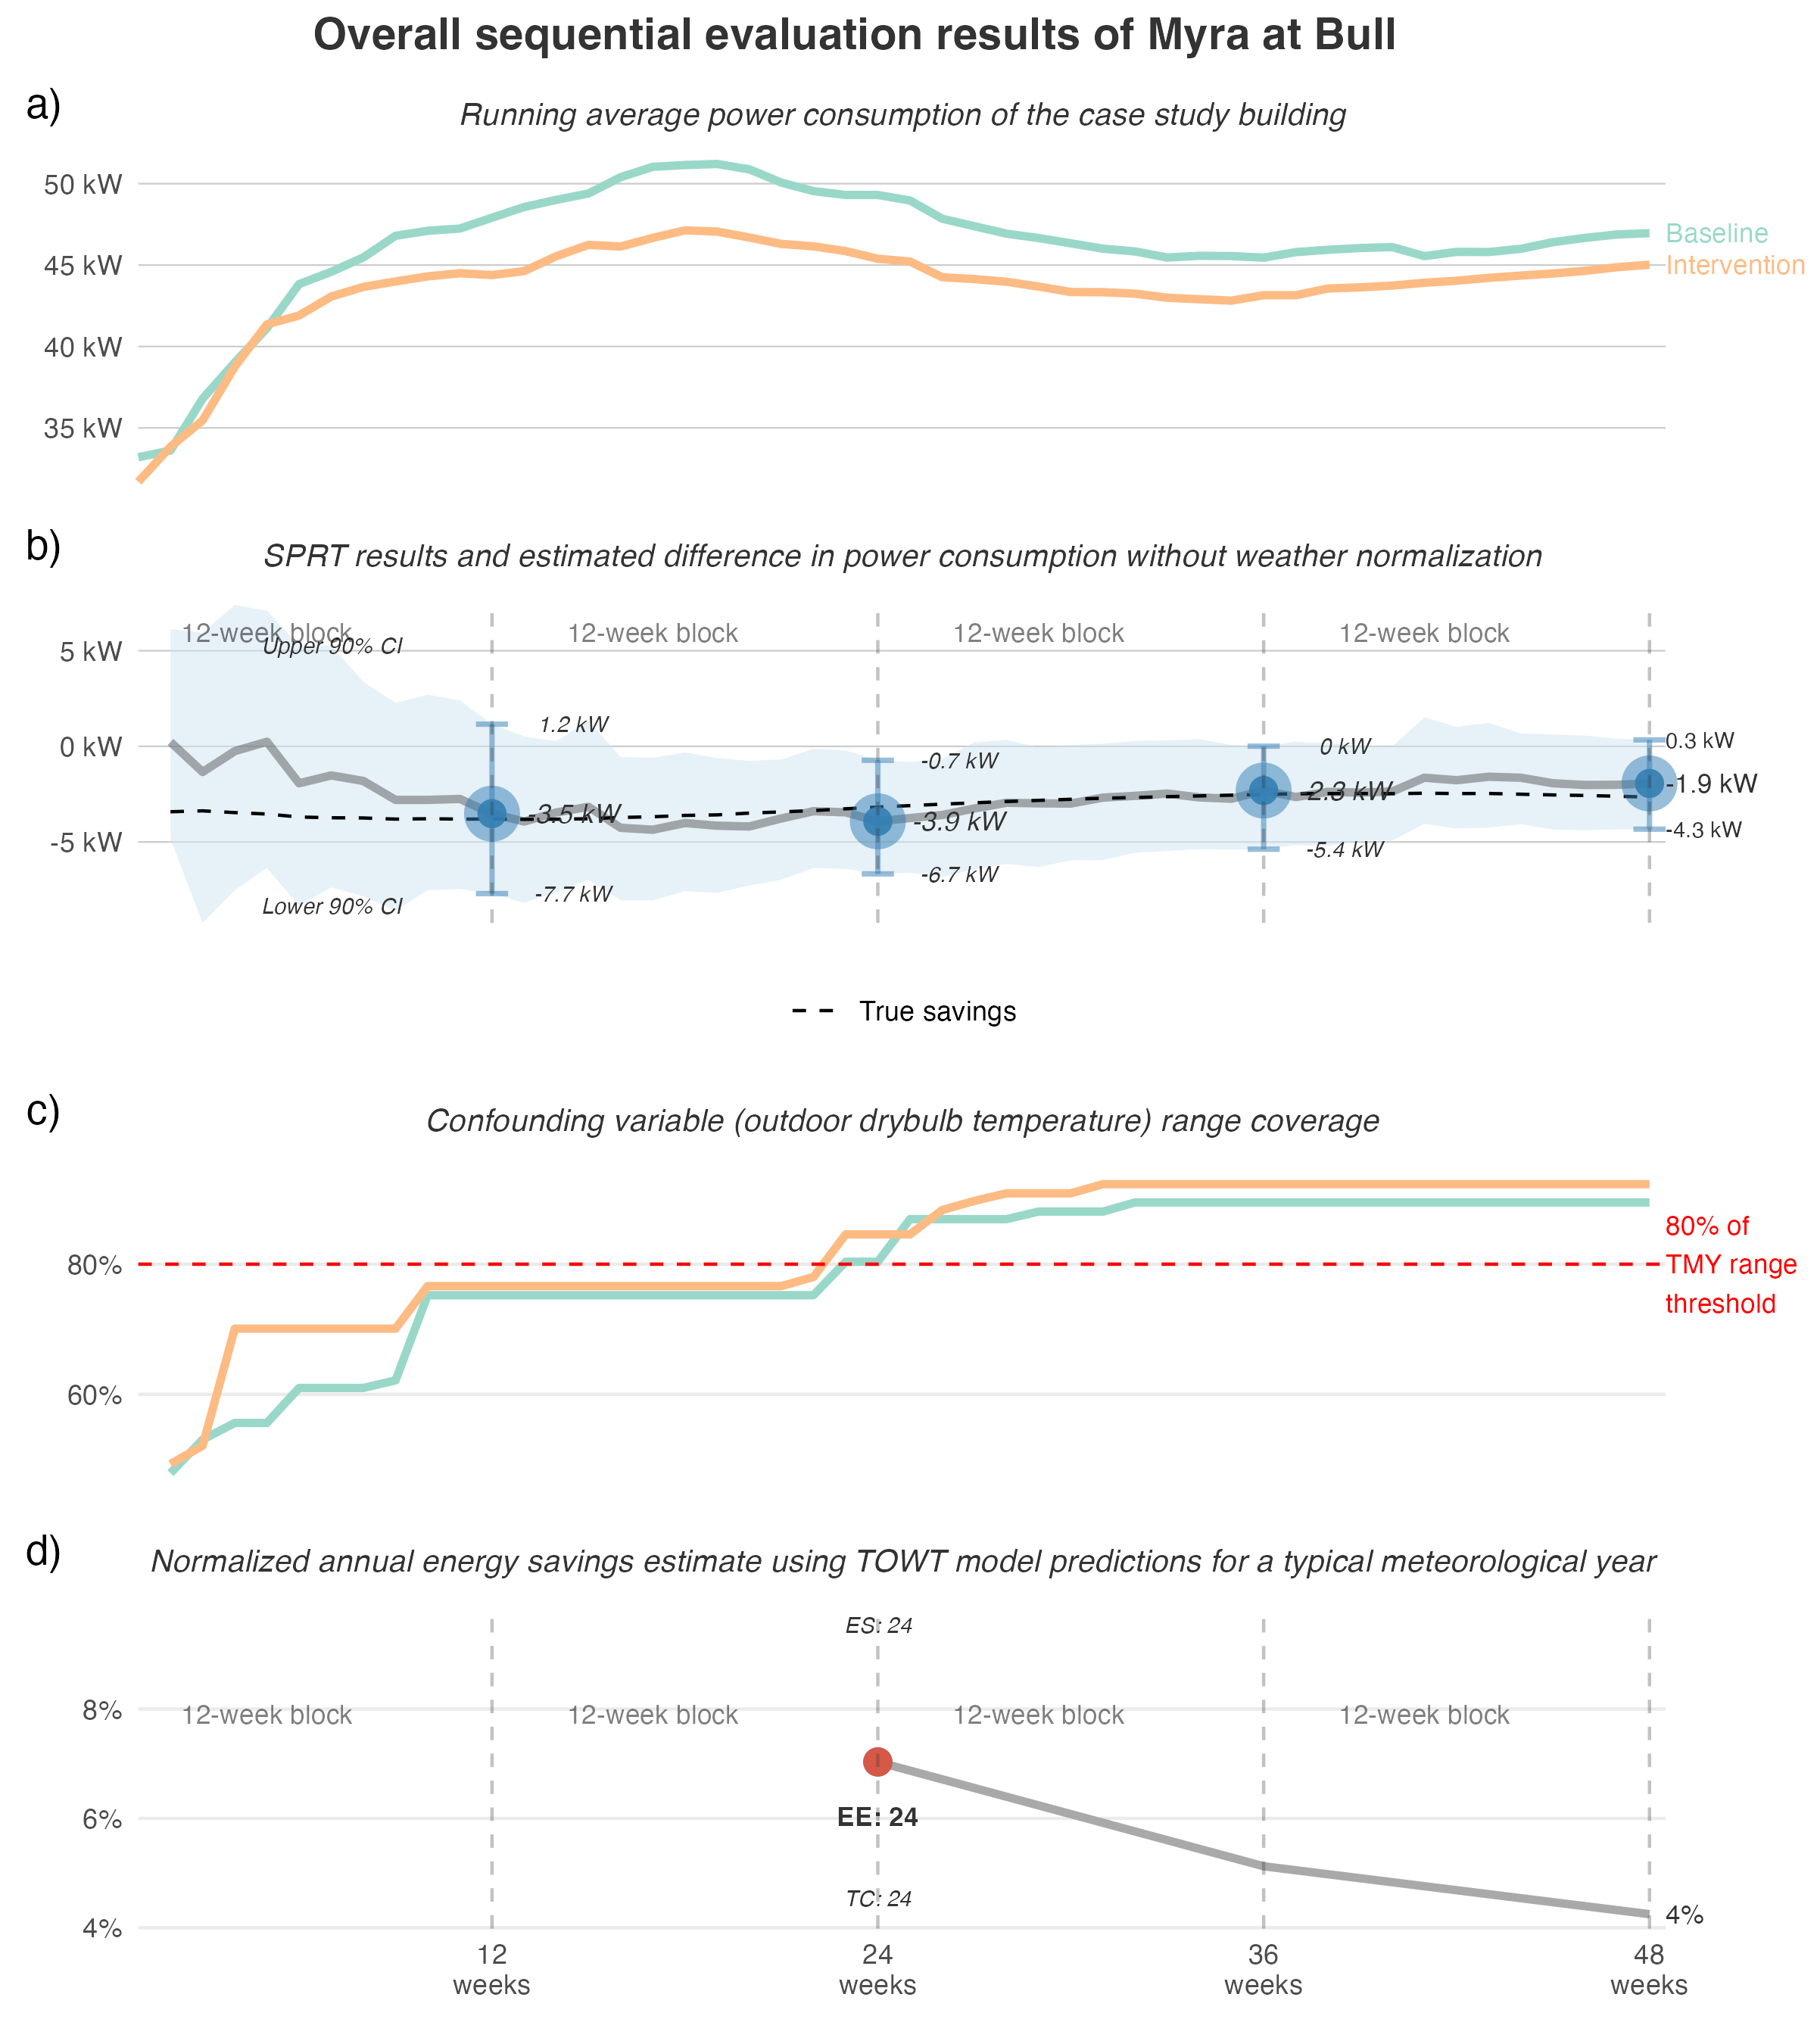 Overall sequential evaluation results of Myra at Bull
a)
Running average power consumption of the case study building
50 kW
45 kW
40 kW
35 kW
Baseline
Intervention
b)
SPRT results and estimated difference in power consumption without weather normalization
12-week block
12-week block
12-week block
12-week block
Upper 90% CI
5 kW
0 kW
-5 kW
1.2 kW
-0.7 kW
0 kW
0.3 kW
-3.5 kW
-3.9 kW
-2.3 kW
-1.9 kW
-7.7 kW
-6.7 kW
-5.4 kW
-4.3 kW
Lower 90% CI
True savings
c)
Confounding variable (outdoor drybulb temperature) range coverage
80%
60%
80% of
TMY range
threshold
d)
Normalized annual energy savings estimate using TOWT model predictions for a typical meteorological year
ES: 24
8%
12-week block
12-week block
12-week block
12-week block
6%
EE: 24
TC: 24
4%
4%
12
weeks
24
weeks
36
weeks
48
weeks